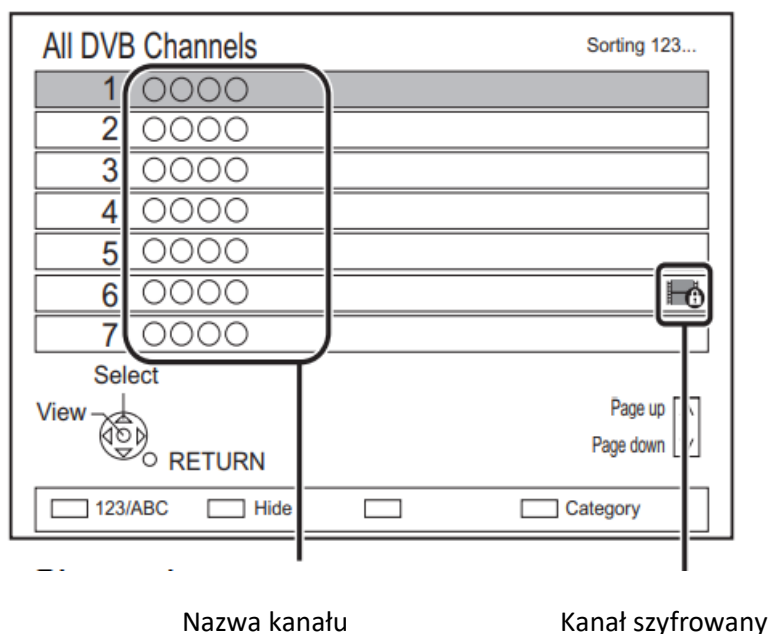 All DVB Channels Sorting 123...
1 ○○○○
2 ○○○○
3 ○○○○
4 ○○○○
5 ○○○○
6 ○○○○
7 ○○○○
Select
View
RETURN
Page up
Page down
123/ABC Hide Category
Nazwa kanału Kanał szyfrowany